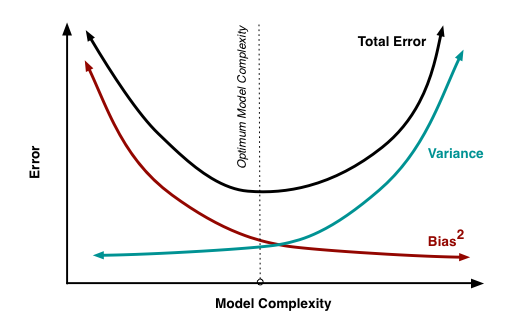 Total Error
Optimum Model Complexity
Variance
Error
Bias2
Model Complexity